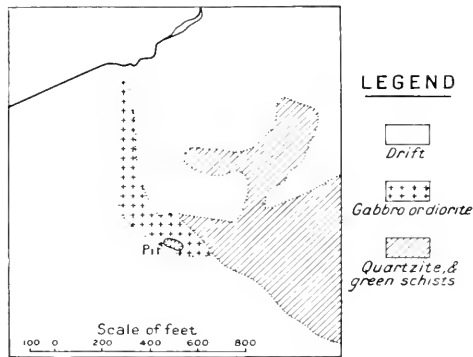 LEGEND
Drift
Gabbro or diorite
Quartzite, &
green schists
Pit
Scale of feet
100 0 200 400 600 800